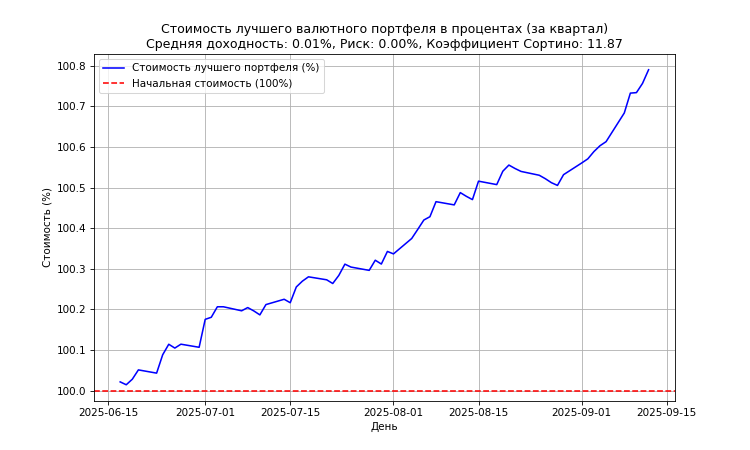 Стоимость лучшего валютного портфеля в процентах (за квартал)
Средняя доходность: 0.01%, Риск: 0.00%, Коэффициент Сортино: 11.87
Стоимость лучшего портфеля (%)
Начальная стоимость (100%)
Стоимость (%)
100.8
100.7
100.6
100.5
100.4
100.3
100.2
100.1
100.0
2025-06-15
2025-07-01
2025-07-15
2025-08-01
2025-08-15
2025-09-01
2025-09-15
День